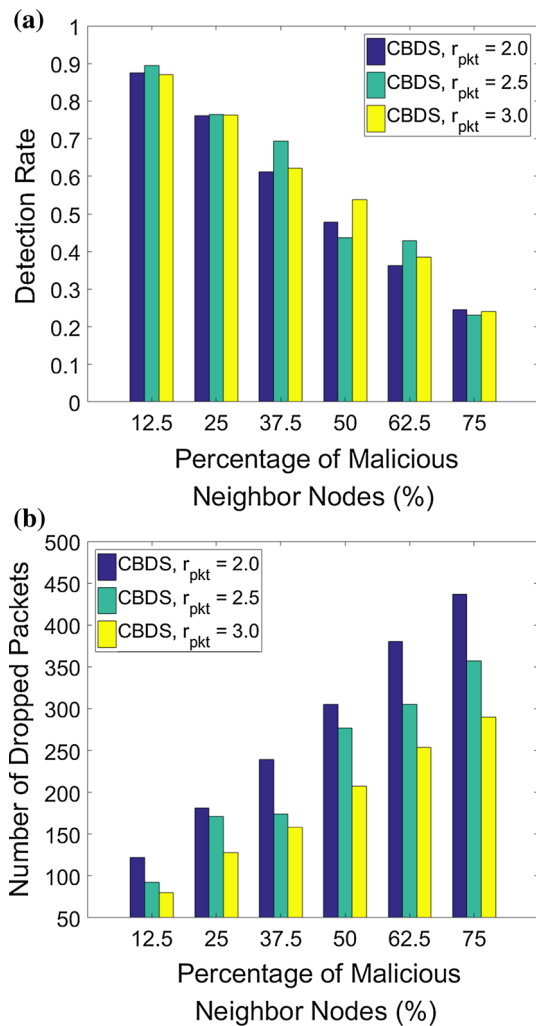 (a)
1
0.9
0.8
0.7
0.6
0.5
0.4
0.3
0.2
0.1
0
Detection Rate
CBDS, rpkt = 2.0
CBDS, rpkt = 2.5
CBDS, rpkt = 3.0
12.5 25 37.5 50 62.5 75
Percentage of Malicious
Neighbor Nodes (%)
(b)
500
450
400
350
300
250
200
150
100
50
Number of Dropped Packets
CBDS, rpkt = 2.0
CBDS, rpkt = 2.5
CBDS, rpkt = 3.0
12.5 25 37.5 50 62.5 75
Percentage of Malicious
Neighbor Nodes (%)